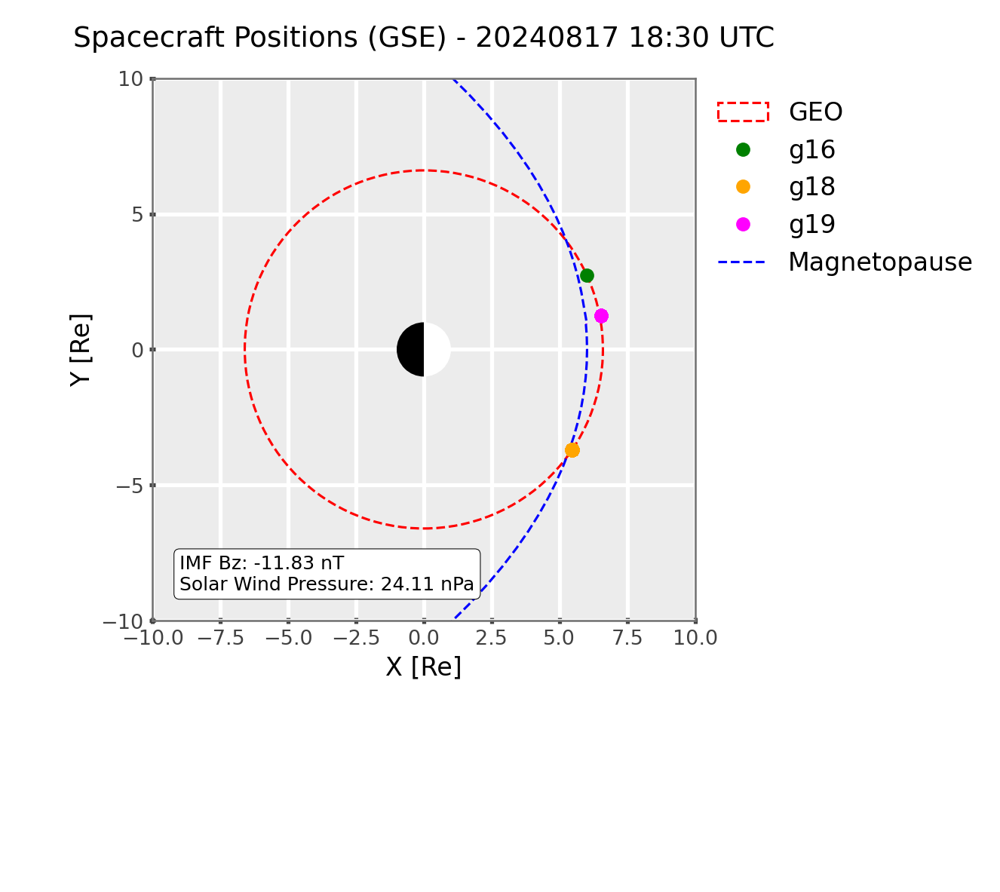 Spacecraft Positions (GSE) - 20240817 18:30 UTC
10
5
0
−5
−10
Y [Re]
−10.0 −7.5 −5.0 −2.5 0.0 2.5 5.0 7.5 10.0
X [Re]
IMF Bz: -11.83 nT
Solar Wind Pressure: 24.11 nPa
GEO
g16
g18
g19
Magnetopause